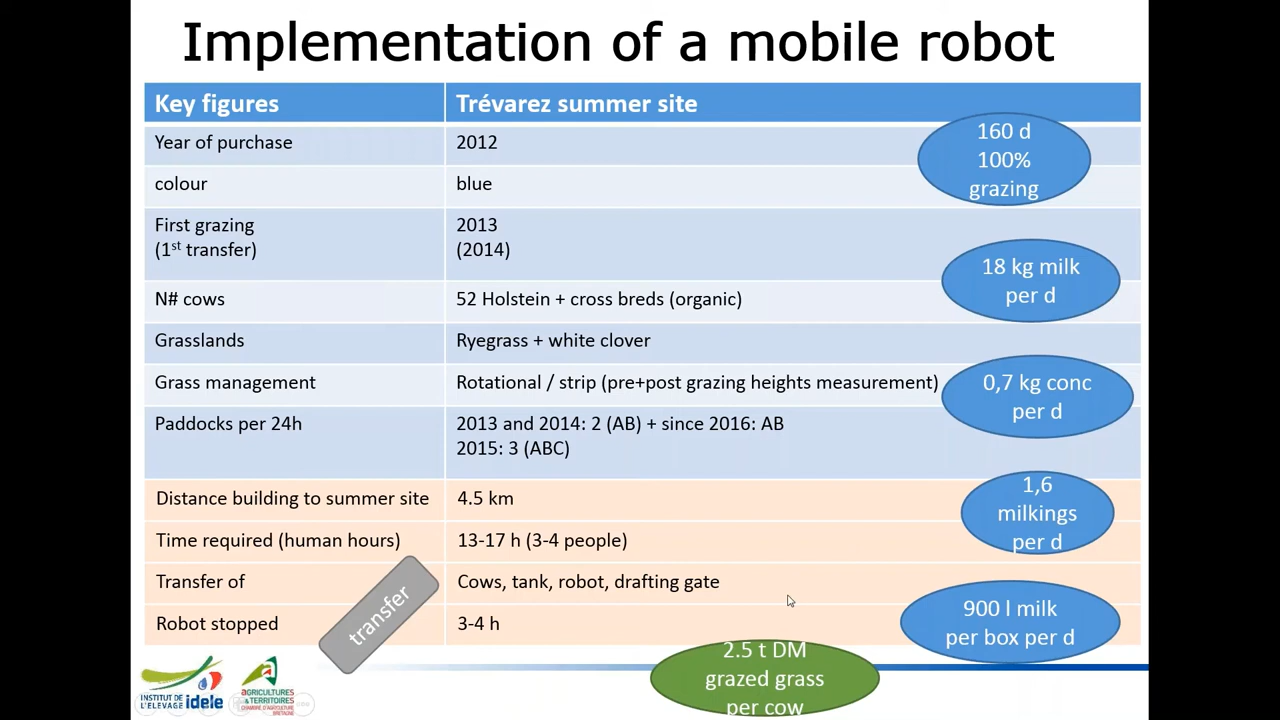 Implementation of a mobile robot
Key figures
Trévarez summer site
Year of purchase
2012
colour
blue
First grazing
(1st transfer)
2013
(2014)
N# cows
52 Holstein + cross breds (organic)
Grasslands
Ryegrass + white clover
Grass management
Rotational / strip (pre+post grazing heights measurement)
Paddocks per 24h
2013 and 2014: 2 (AB) + since 2016: AB
2015: 3 (ABC)
Distance building to summer site
4.5 km
Time required (human hours)
13-17 h (3-4 people)
Transfer of
Cows, tank, robot, drafting gate
Robot stopped
3-4 h
transfer
160 d
100%
grazing
18 kg milk
per d
0,7 kg conc
per d
1,6
milkings
per d
900 l milk
per box per d
2.5 t DM
grazed grass
per cow
INSTITUT DE
L'ELEVAGE idele
AGRICULTURES
& TERRITOIRES
CHAMBRE D'AGRICULTURE
BRETAGNE